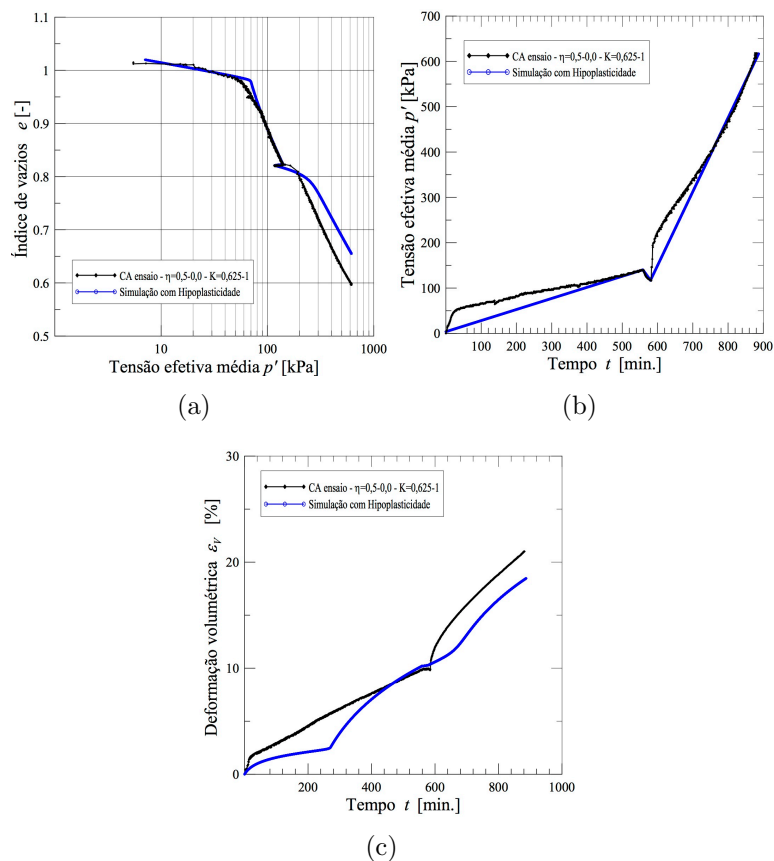 1.1
1
0.9
0.8
0.7
0.6
0.5
Índice de vazios e [-]
CA ensaio - η=0,5-0,0 - K=0,625-1
Simulação com Hipoplasticidade
10
100
1000
Tensão efetiva média p' [kPa]
(a)
700
600
500
400
300
200
100
0
Tensão efetiva média p' [kPa]
CA ensaio - η=0,5-0,0 - K=0,625-1
Simulação com Hipoplasticidade
100 200 300 400 500 600 700 800 900
Tempo t [min.]
(b)
30
20
10
0
Deformação volumétrica εV [%]
CA ensaio - η=0,5-0,0 - K=0,625-1
Simulação com Hipoplasticidade
200 400 600 800 1000
Tempo t [min.]
(c)